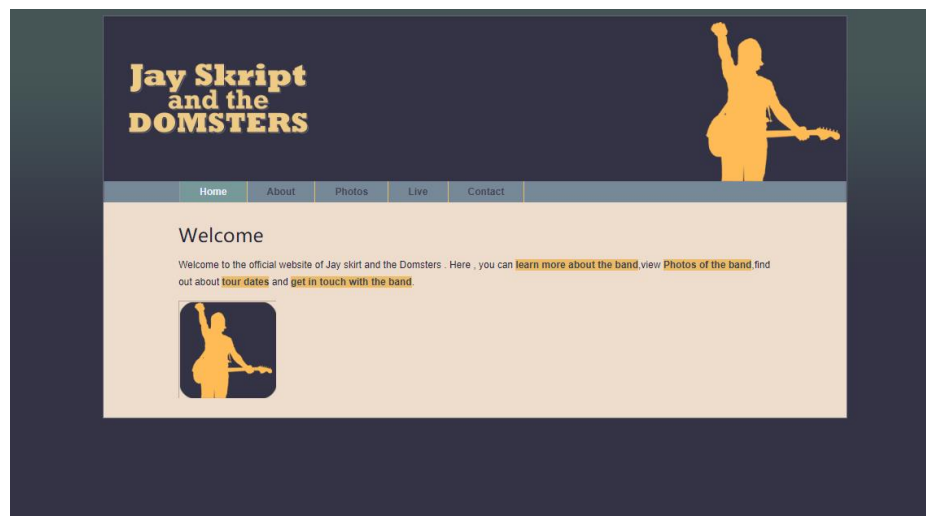 Jay Skript
and the
DOMSTERS
Home About Photos Live Contact
Welcome
Welcome to the official website of Jay skirt and the Domsters . Here , you can learn more about the band,view Photos of the band,find
out about tour dates and get in touch with the band.